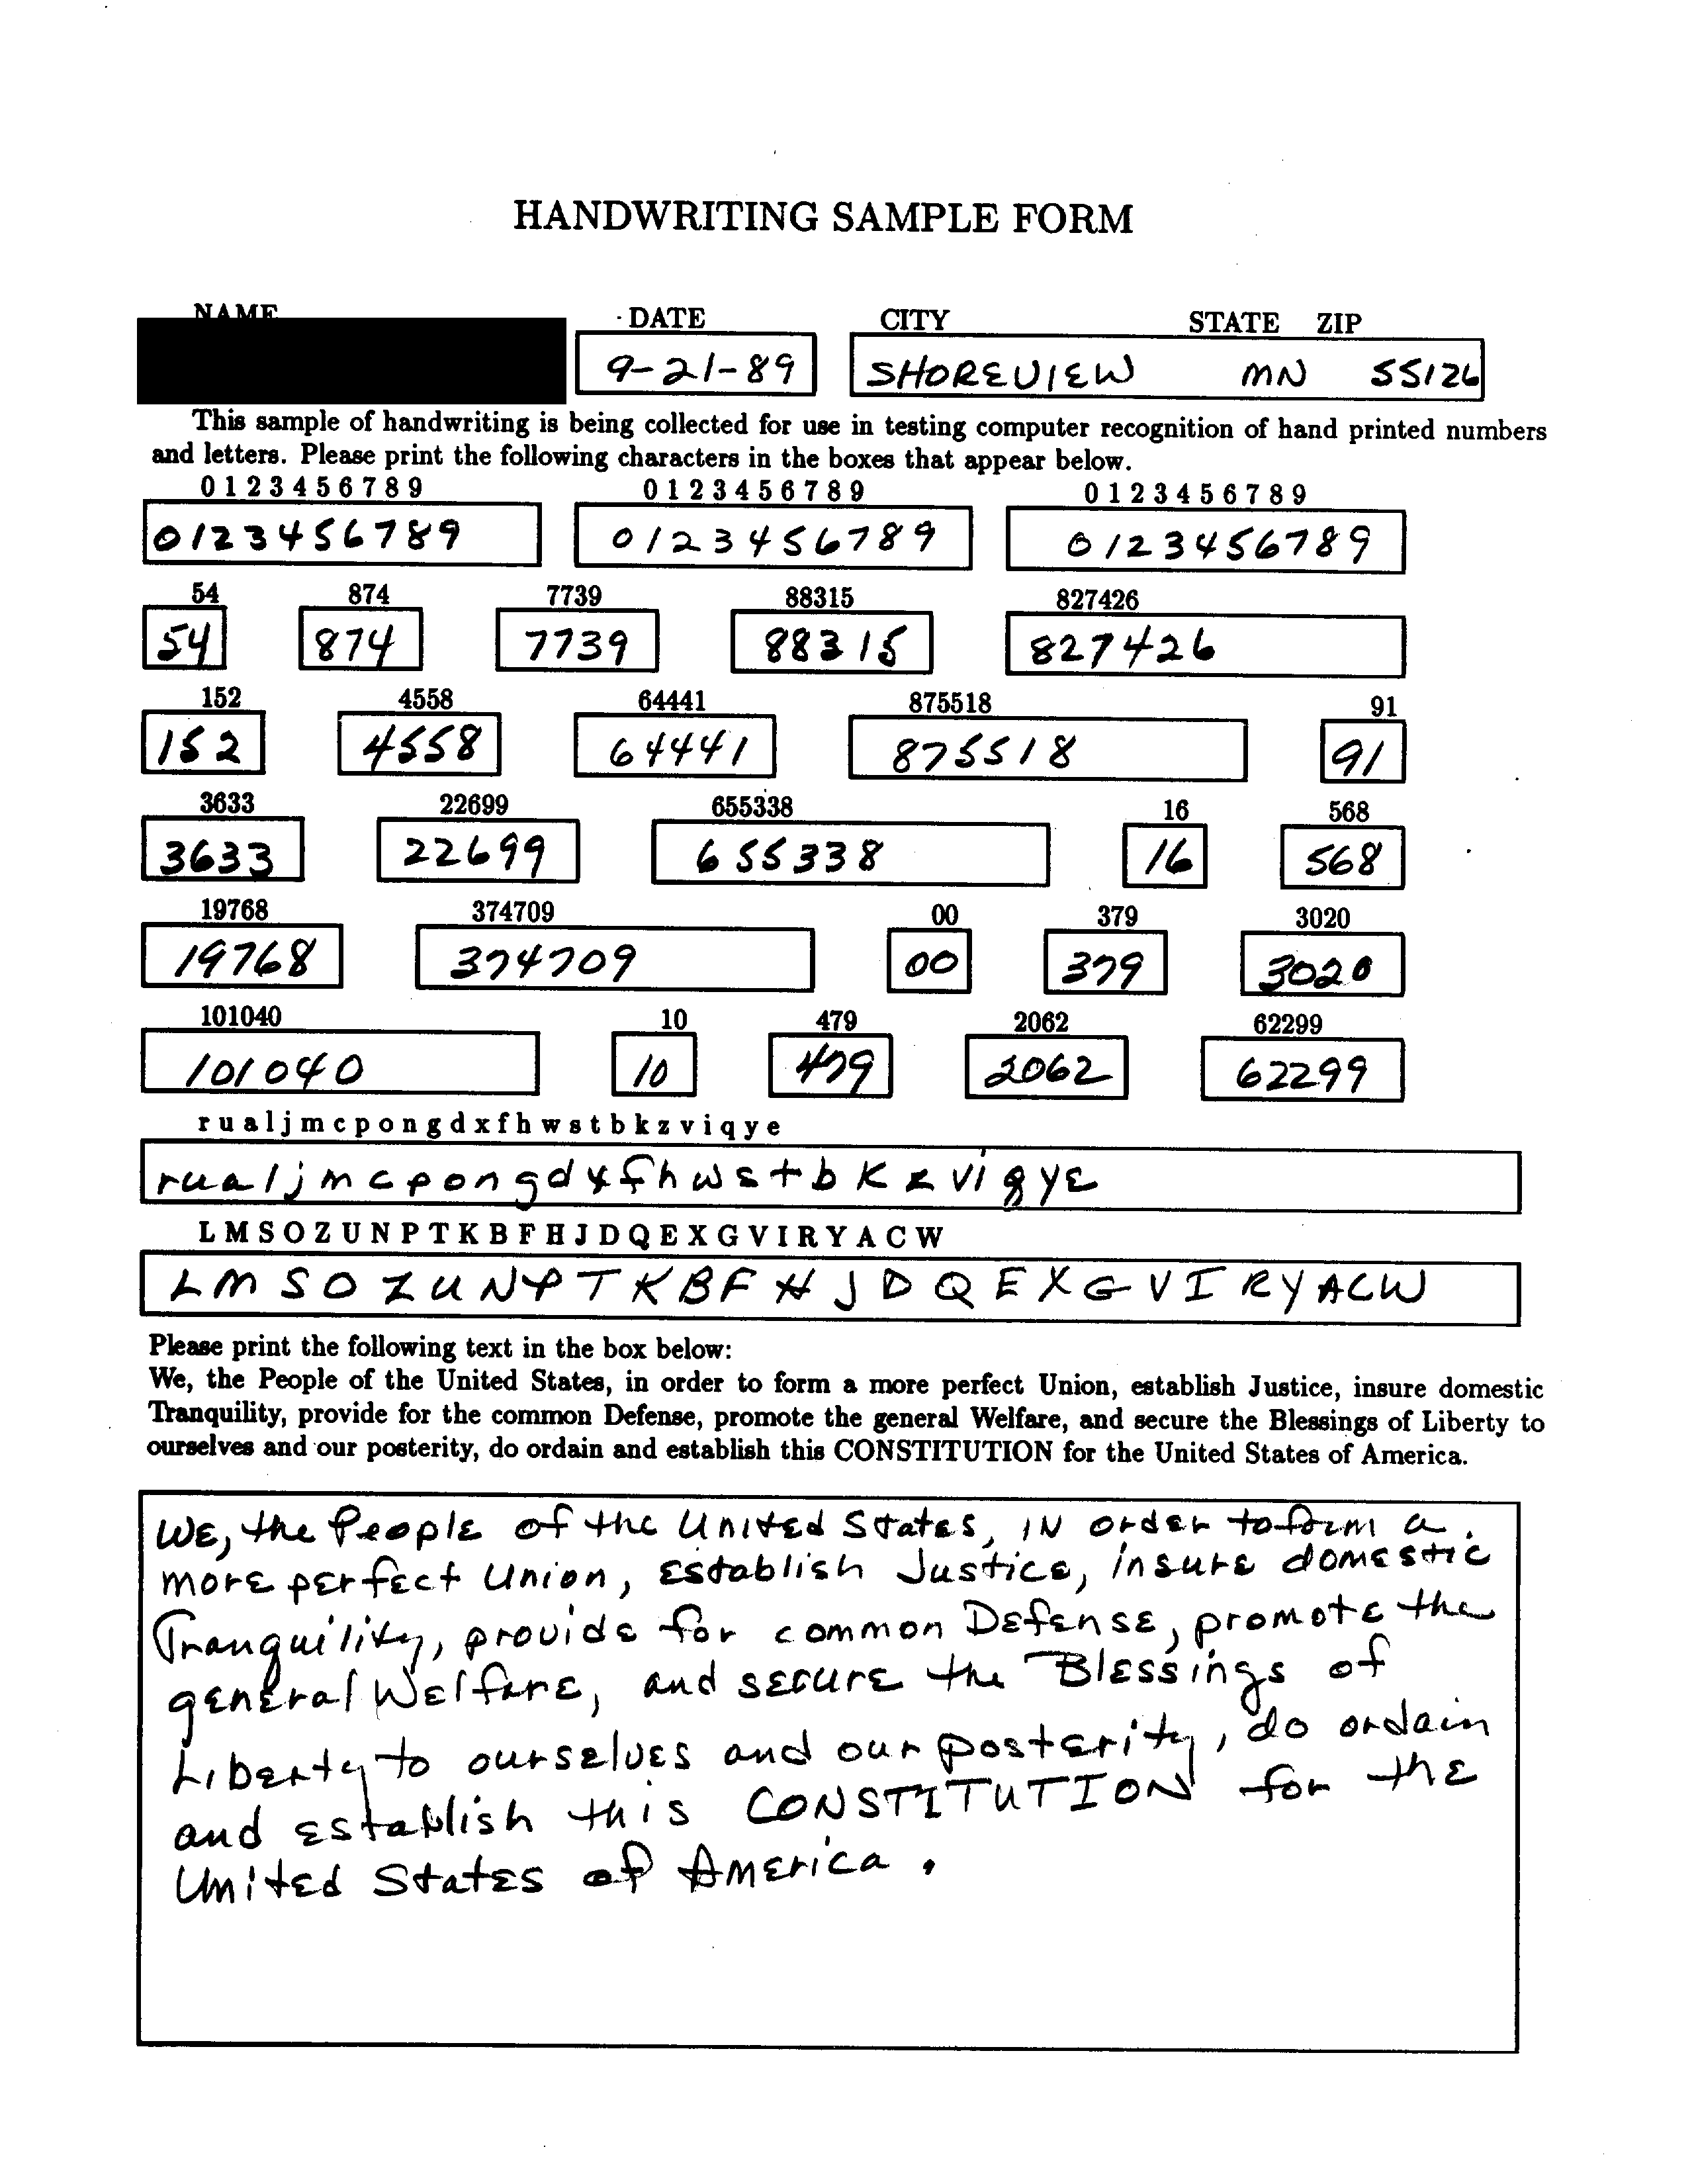 HANDWRITING SAMPLE FORM
NAME DATE CITY STATE ZIP
9-21-89 SHOREVIEW MN 55126
This sample of handwriting is being collected for use in testing computer recognition of hand printed numbers
and letters. Please print the following characters in the boxes that appear below.
0 1 2 3 4 5 6 7 8 9 0 1 2 3 4 5 6 7 8 9 0 1 2 3 4 5 6 7 8 9
0123456789 0123456789 0123456789
54 874 7739 88315 827426
54 874 7739 88315 827426
152 4558 64441 875518 91
152 4558 64441 875518 91
3633 22699 655338 16 568
3633 22699 655338 16 568
19768 374709 00 379 3020
19768 374709 00 379 3020
101040 10 479 2062 62299
101040 10 479 2062 62299
r u a l j m c p o n g d x f h w s t b k z v i q y e
r u a l j m c p o n g d x f h w s t b k z v i q y e
L M S O Z U N P T K B F H J D Q E X G V I R Y A C W
L M S O Z U N P T K B F H J D Q E X G V I R Y A C W
Please print the following text in the box below:
We, the People of the United States, in order to form a more perfect Union, establish Justice, insure domestic
Tranquility, provide for the common Defense, promote the general Welfare, and secure the Blessings of Liberty to
ourselves and our posterity, do ordain and establish this CONSTITUTION for the United States of America.
WE, the People of the United States, IN order to form a
more perfect Union, establish Justice, insure domestic
Tranquility, provide for common Defense, promote the
general Welfare, and secure the Blessings of
Liberty to ourselves and our posterity, do ordain
and establish this CONSTITUTION for the
United States of America.